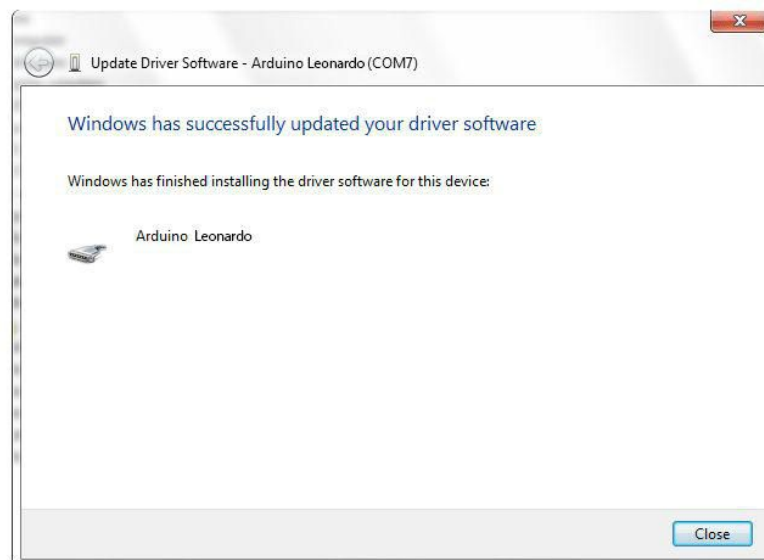 Update Driver Software - Arduino Leonardo (COM7)
Windows has successfully updated your driver software
Windows has finished installing the driver software for this device:
Arduino Leonardo
Close